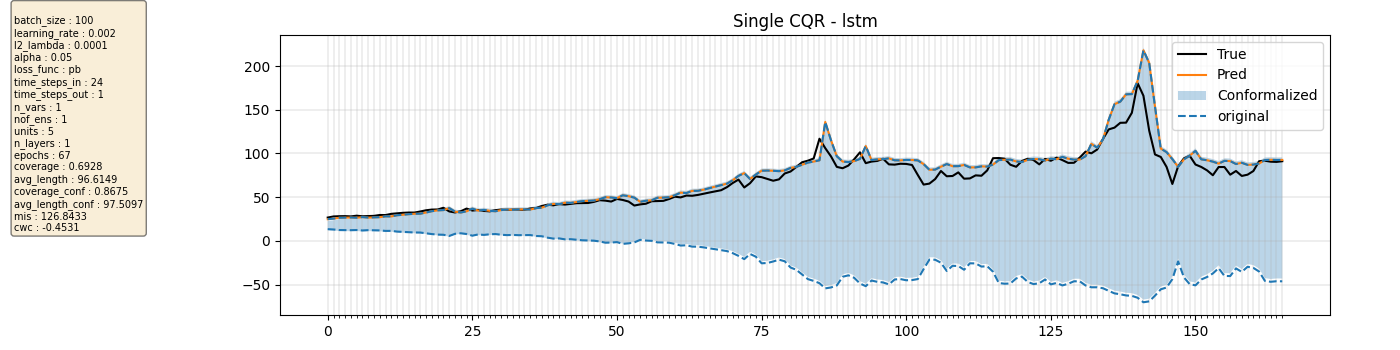 batch_size : 100
learning_rate : 0.002
l2_lambda : 0.0001
alpha : 0.05
loss_func : pb
time_steps_in : 24
time_steps_out : 1
n_vars : 1
nof_ens : 1
units : 5
n_layers : 1
epochs : 67
coverage : 0.6928
avg_length : 96.6149
coverage_conf : 0.8675
avg_length_conf : 97.5097
mis : 126.8433
cwc : -0.4531
Single CQR - lstm
200
150
100
50
0
−50
0 25 50 75 100 125 150
True
Pred
Conformalized
original